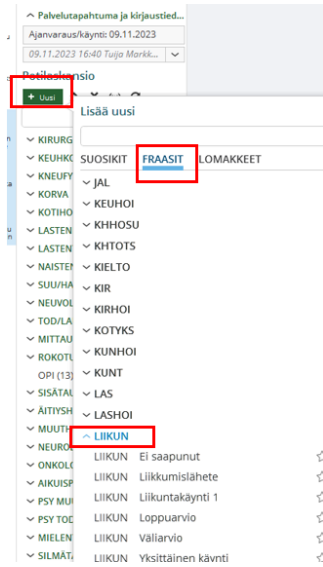 Palvelutapahtuma ja kirjaustied...
Ajanvaraus/käynti: 09.11.2023
09.11.2023 16:40 Tuija Markk...
Potilaskansio
+ Uusi
Lisää uusi
SUOSIKIT FRAASIT LOMAKKEET
KIRURG
KEUHKO
KNEUFY
KORVA
KOTIHO
LASTEN
LASTEN
NAISTEN
SUU/HA
NEUVOL
TOD/LA
MITTAU
ROKOTU
OPI (13)
SISÄTAU
ÄITIYSH
MUUTH
NEUROL
ONKOLO
AIKUISP
PSY MUU
PSY TOD
MIELEN
SILMÄTA
JAL
KEUHOI
KHHOSU
KHTOTS
KIELTO
KIR
KIRHOI
KOTYKS
KUNHOI
KUNT
LAS
LASHOI
LIIKUN
LIIKUN Ei saapunut
LIIKUN Liikkumislähete
LIIKUN Liikuntakäynti 1
LIIKUN Loppuarvio
LIIKUN Väliarvio
LIIKUN Yksittäinen käynti